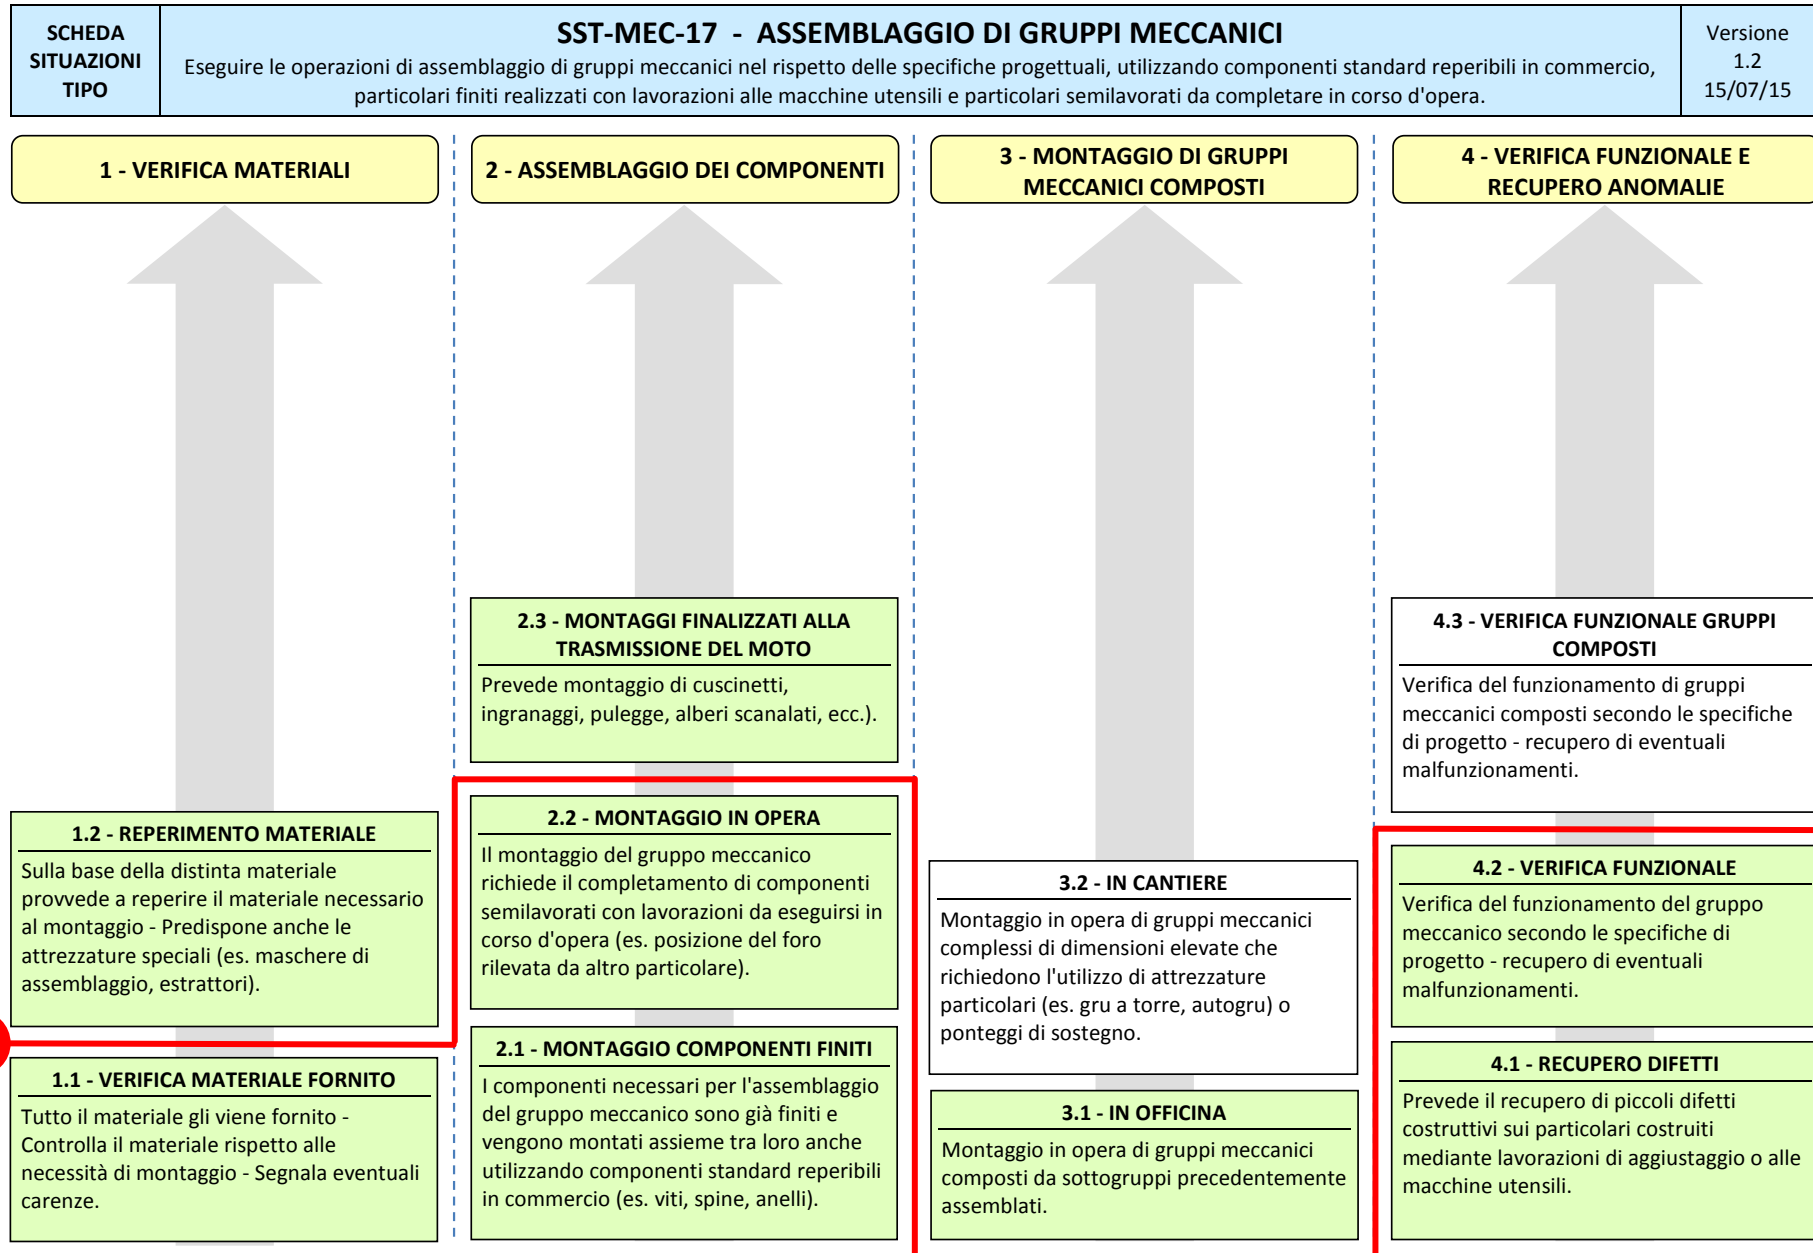 SCHEDA
SITUAZIONI
TIPO
SST-MEC-17 - ASSEMBLAGGIO DI GRUPPI MECCANICI
Eseguire le operazioni di assemblaggio di gruppi meccanici nel rispetto delle specifiche progettuali, utilizzando componenti standard reperibili in commercio,
particolari finiti realizzati con lavorazioni alle macchine utensili e particolari semilavorati da completare in corso d'opera.
Versione
1.2
15/07/15
1 - VERIFICA MATERIALI
1.2 - REPERIMENTO MATERIALE
Sulla base della distinta materiale
provvede a reperire il materiale necessario
al montaggio - Predispone anche le
attrezzature speciali (es. maschere di
assemblaggio, estrattori).
1.1 - VERIFICA MATERIALE FORNITO
Tutto il materiale gli viene fornito -
Controlla il materiale rispetto alle
necessità di montaggio - Segnala eventuali
carenze.
2 - ASSEMBLAGGIO DEI COMPONENTI
2.3 - MONTAGGI FINALIZZATI ALLA
TRASMISSIONE DEL MOTO
Prevede montaggio di cuscinetti,
ingranaggi, pulegge, alberi scanalati, ecc.).
2.2 - MONTAGGIO IN OPERA
Il montaggio del gruppo meccanico
richiede il completamento di componenti
semilavorati con lavorazioni da eseguirsi in
corso d'opera (es. posizione del foro
rilevata da altro particolare).
2.1 - MONTAGGIO COMPONENTI FINITI
I componenti necessari per l'assemblaggio
del gruppo meccanico sono già finiti e
vengono montati assieme tra loro anche
utilizzando componenti standard reperibili
in commercio (es. viti, spine, anelli).
3 - MONTAGGIO DI GRUPPI
MECCANICI COMPOSTI
3.2 - IN CANTIERE
Montaggio in opera di gruppi meccanici
complessi di dimensioni elevate che
richiedono l'utilizzo di attrezzature
particolari (es. gru a torre, autogru) o
ponteggi di sostegno.
3.1 - IN OFFICINA
Montaggio in opera di gruppi meccanici
composti da sottogruppi precedentemente
assemblati.
4 - VERIFICA FUNZIONALE E
RECUPERO ANOMALIE
4.3 - VERIFICA FUNZIONALE GRUPPI
COMPOSTI
Verifica del funzionamento di gruppi
meccanici composti secondo le specifiche
di progetto - recupero di eventuali
malfunzionamenti.
4.2 - VERIFICA FUNZIONALE
Verifica del funzionamento del gruppo
meccanico secondo le specifiche di
progetto - recupero di eventuali
malfunzionamenti.
4.1 - RECUPERO DIFETTI
Prevede il recupero di piccoli difetti
costruttivi sui particolari costruiti
mediante lavorazioni di aggiustaggio o alle
macchine utensili.